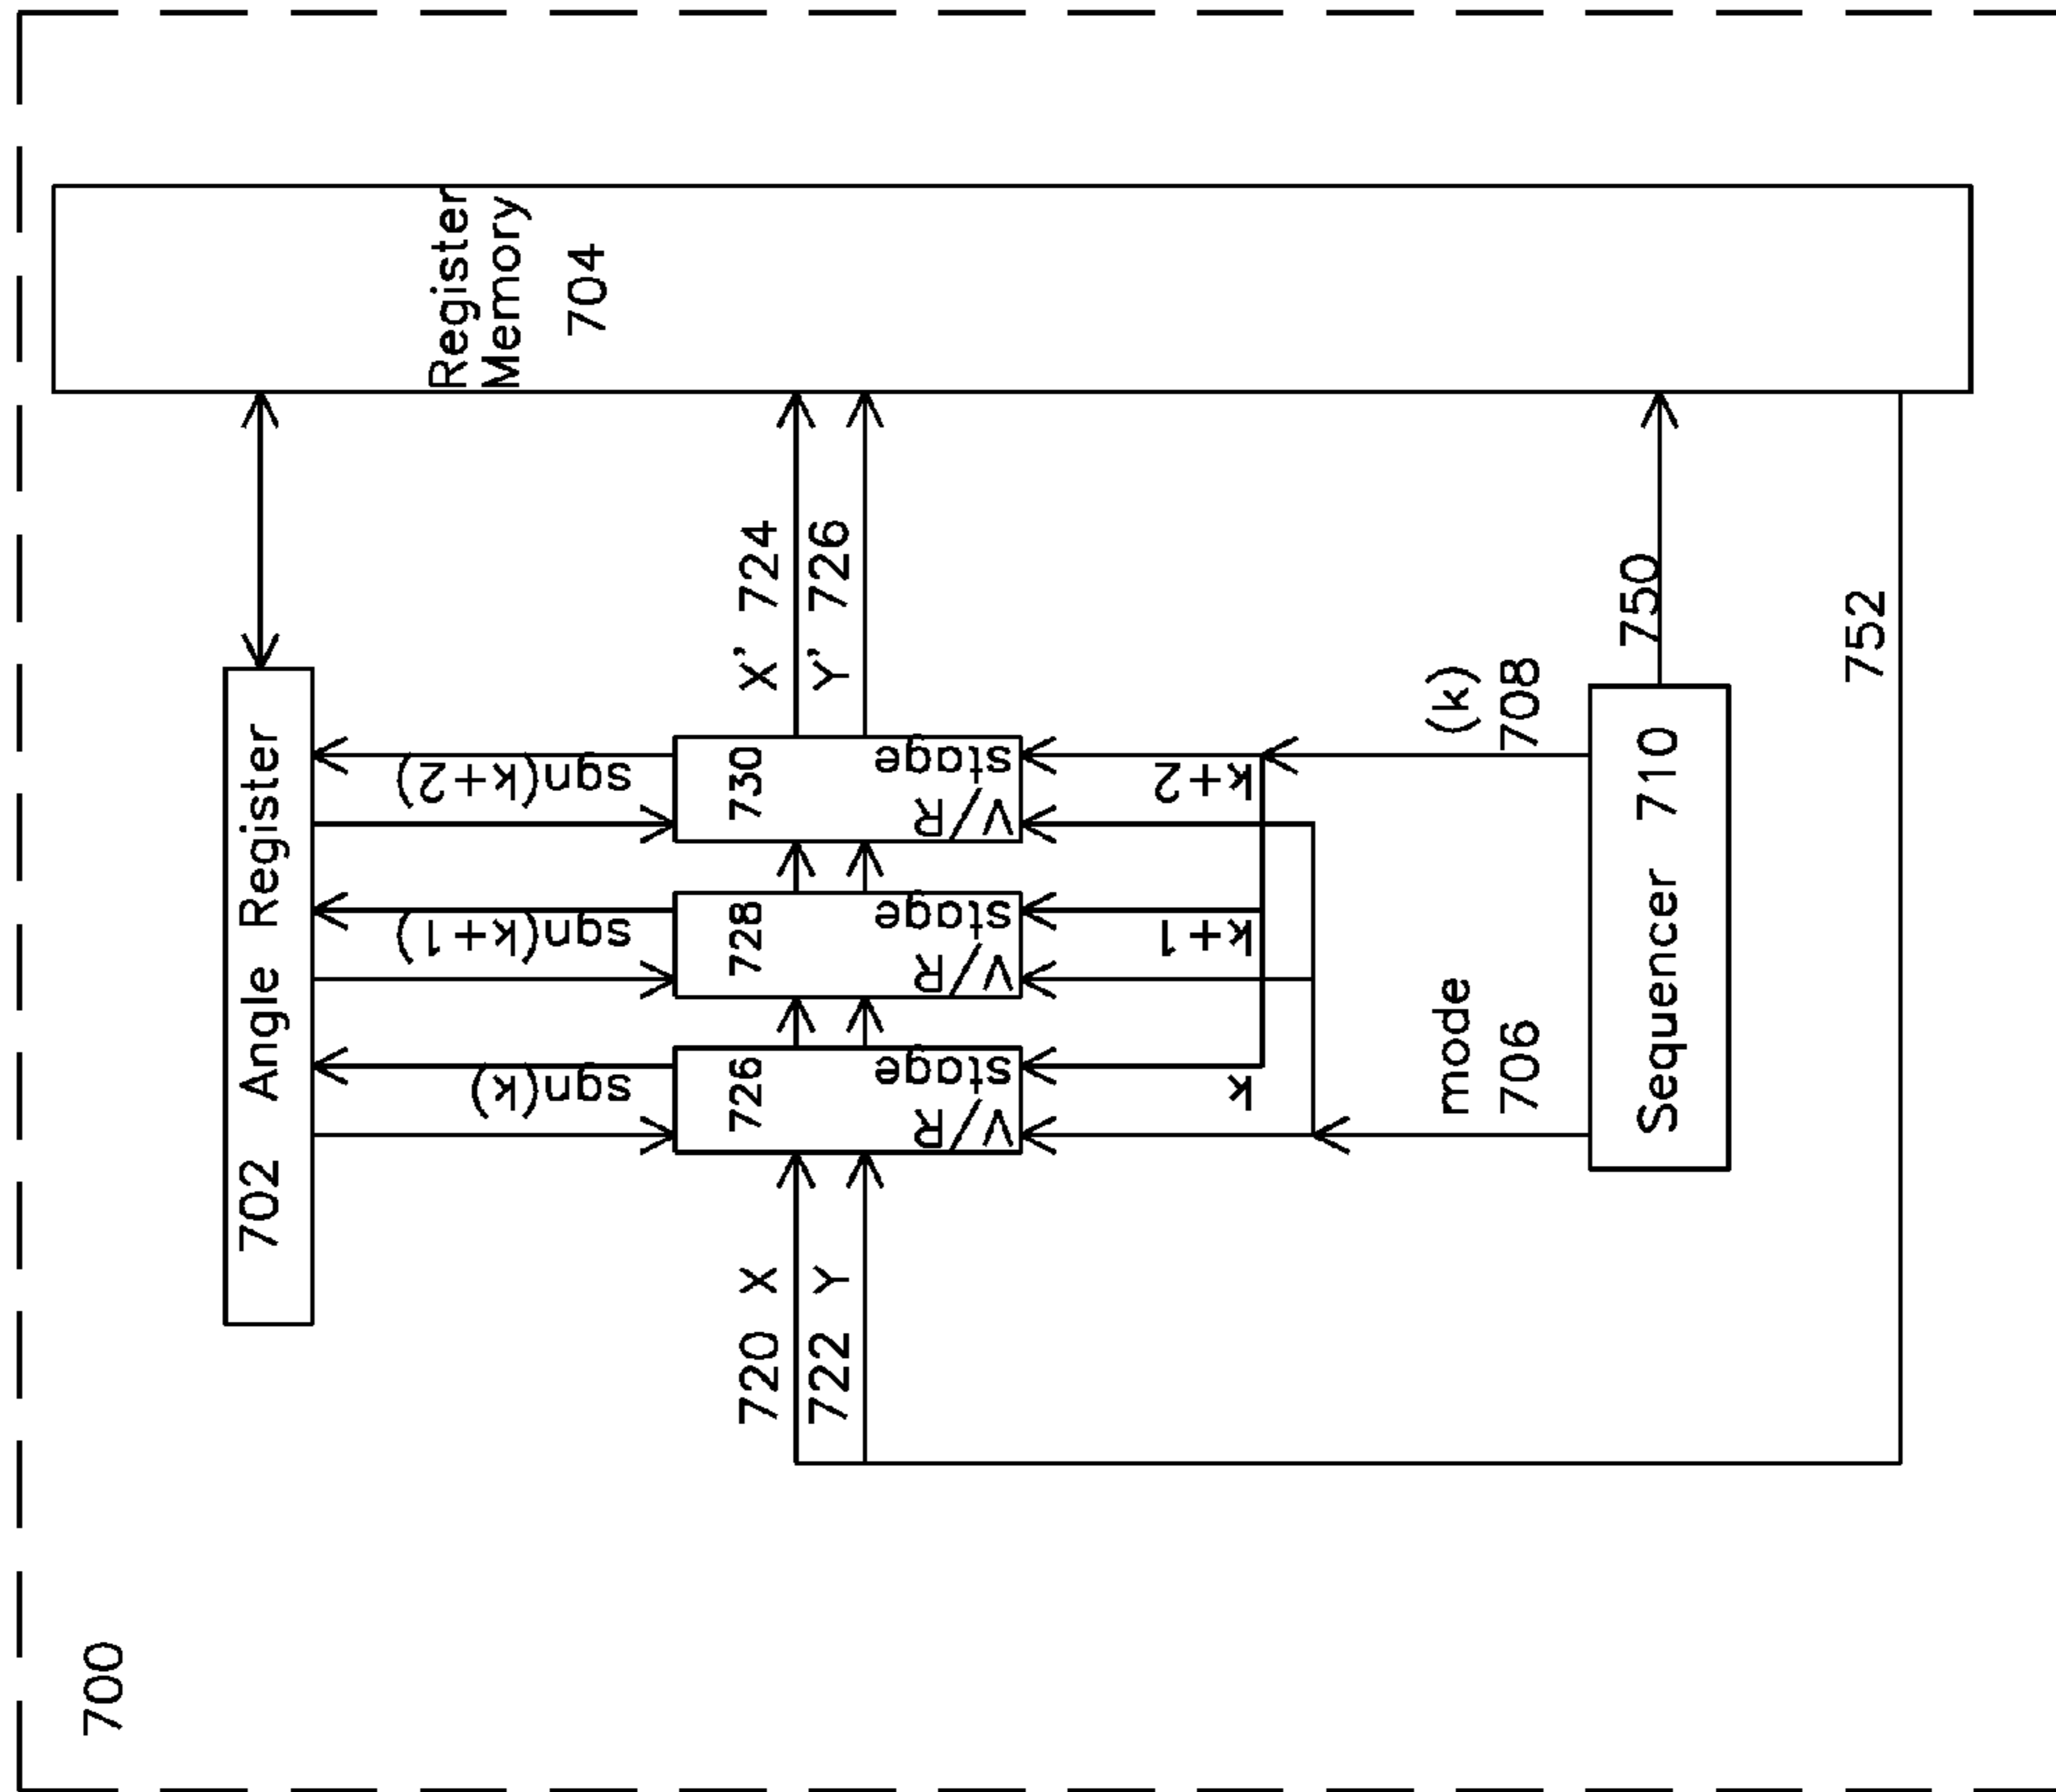 700
702 Angle Register
Register
Memory
704
sgn(k)
sgn(k+1)
sgn(k+2)
720 X
722 Y
726
V/R
stage
728
V/R
stage
730
V/R
stage
X' 724
Y' 726
k
k+1
k+2
mode
706
(k)
708
Sequencer 710
750
752